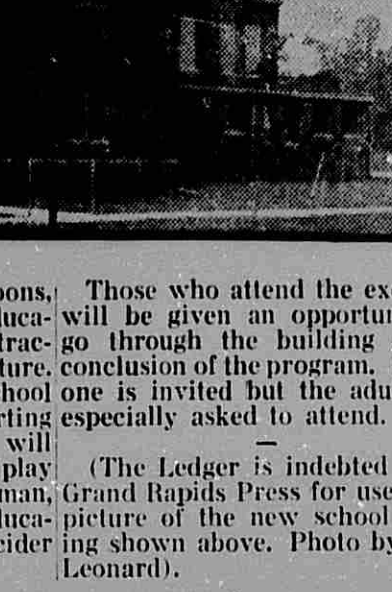 pons,
luca-
trac-
ture.
chool
rting
will
play
man,
luca-
cider
Those who attend the ex
will be given an opportun
go through the building
conclusion of the program.
one is invited but the adu
especially asked to attend.
—
(The Ledger is indebted
Grand Rapids Press for use
picture of the new school
ing shown above. Photo by
Leonard).